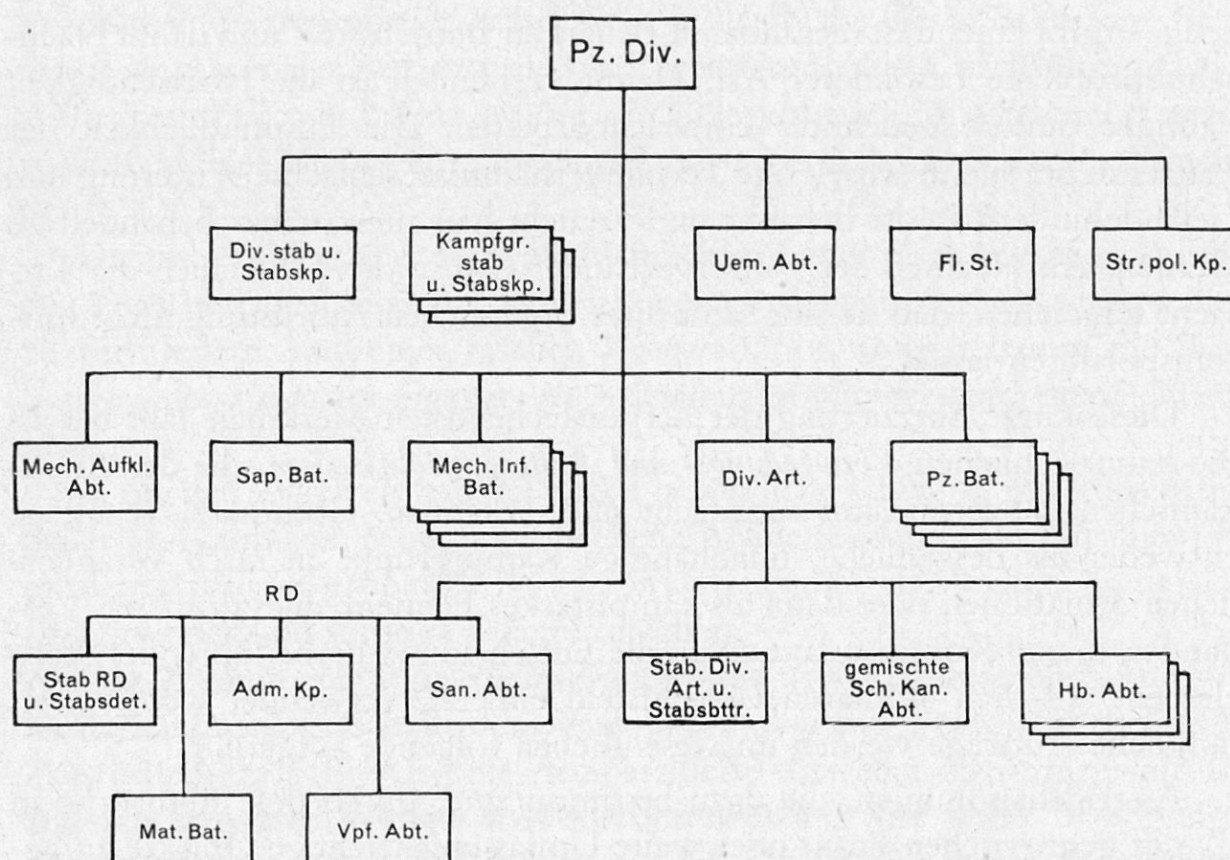 Pz. Div.
Div. stab u.
Stabskp.
Kampfgr.
stab
u. Stabskp.
Uem. Abt.
Fl. St.
Str. pol. Kp.
Mech. Aufkl.
Abt.
Sap. Bat.
Mech. Inf.
Bat.
Div. Art.
Pz. Bat.
RD
Stab RD
u. Stabsdet.
Adm. Kp.
San. Abt.
Stab. Div.
Art. u.
Stabsbttr.
gemischte
Sch. Kan.
Abt.
Hb. Abt.
Mat. Bat.
Vpf. Abt.